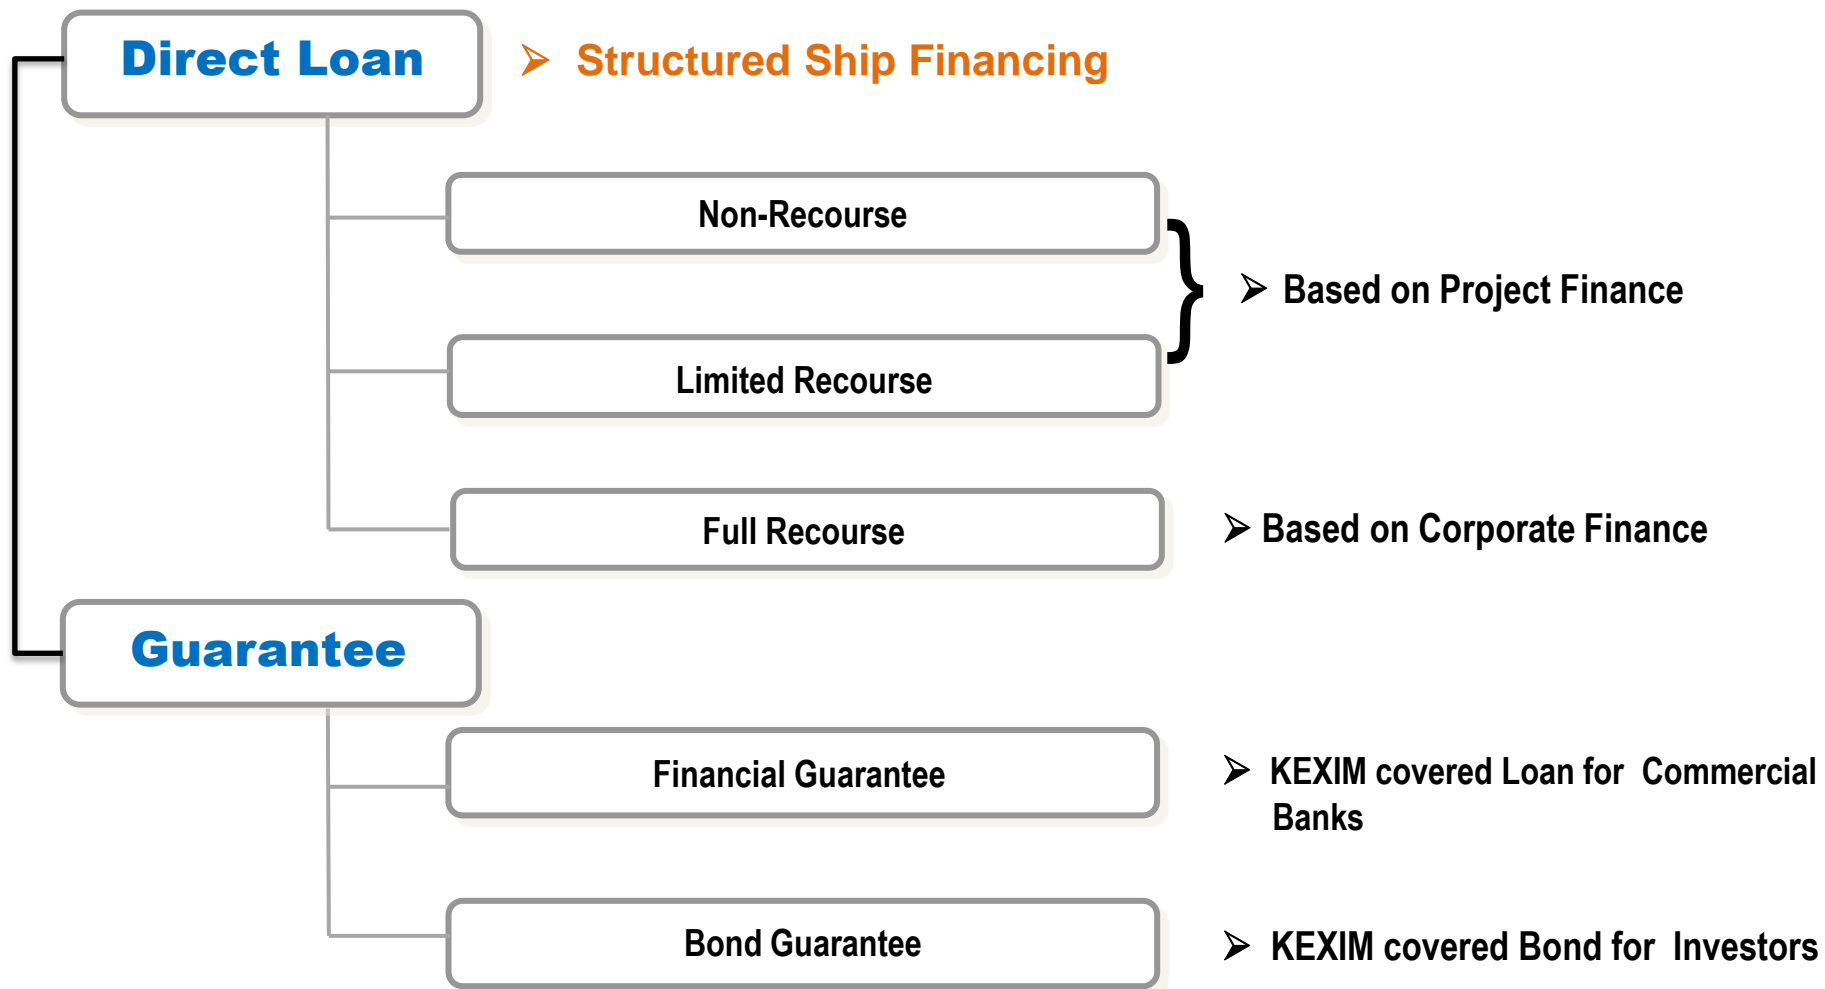 Direct Loan
➢ Structured Ship Financing
Non-Recourse
➢ Based on Project Finance
Limited Recourse
Full Recourse
➢ Based on Corporate Finance
Guarantee
Financial Guarantee
➢ KEXIM covered Loan for Commercial
Banks
Bond Guarantee
➢ KEXIM covered Bond for Investors